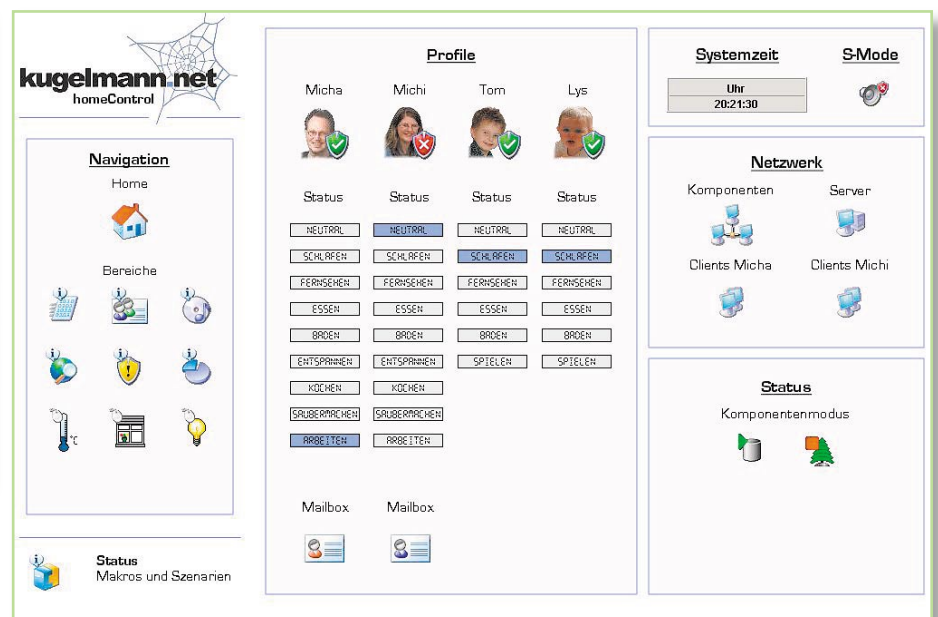 kugelmann.net
homeControl
Navigation
Home
Bereiche
°C
Status
Makros und Szenarien
Profile
Micha Michi Tom Lys
Status Status Status Status
NEUTRAL NEUTRAL NEUTRAL NEUTRAL
SCHLAFEN SCHLAFEN SCHLAFEN SCHLAFEN
FERNSEHEN FERNSEHEN FERNSEHEN FERNSEHEN
ESSEN ESSEN ESSEN ESSEN
BADEN BADEN BADEN BADEN
ENTSPANNEN ENTSPANNEN SPIELEN SPIELEN
KOCHEN KOCHEN
SAUBERMACHEN SAUBERMACHEN
ARBEITEN ARBEITEN
Mailbox Mailbox
Systemzeit S-Mode
Uhr
20:21:30
Netzwerk
Komponenten Server
Clients Micha Clients Michi
Status
Komponentenmodus